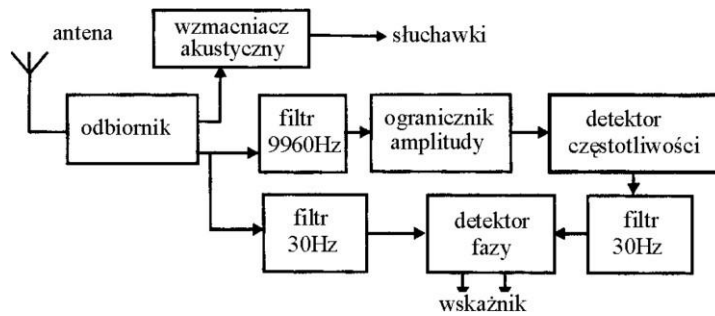 antena
wzmacniacz
akustyczny
słuchawki
odbiornik
filtr
9960Hz
ogranicznik
amplitudy
detektor
częstotliwości
filtr
30Hz
detektor
fazy
filtr
30Hz
wskaźnik